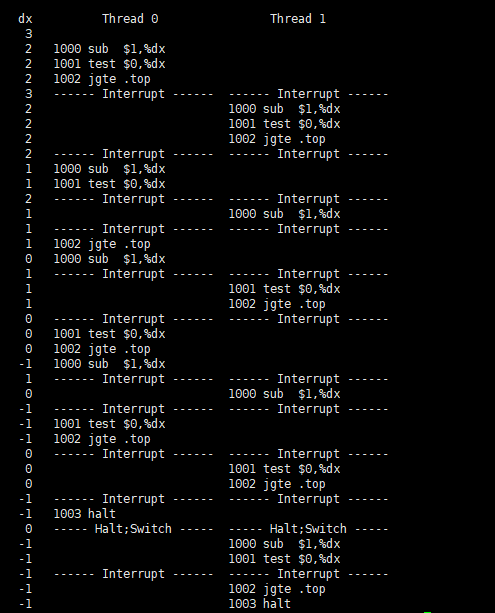 dx          Thread 0                Thread 1
 3
 2   1000 sub  $1,%dx
 2   1001 test $0,%dx
 2   1002 jgte .top
 3   ------ Interrupt ------  ------ Interrupt ------
 2                            1000 sub  $1,%dx
 2                            1001 test $0,%dx
 2                            1002 jgte .top
 2   ------ Interrupt ------  ------ Interrupt ------
 1   1000 sub  $1,%dx
 1   1001 test $0,%dx
 2   ------ Interrupt ------  ------ Interrupt ------
 1                            1000 sub  $1,%dx
 1   ------ Interrupt ------  ------ Interrupt ------
 1   1002 jgte .top
 0   1000 sub  $1,%dx
 1   ------ Interrupt ------  ------ Interrupt ------
 1                            1001 test $0,%dx
 1                            1002 jgte .top
 0   ------ Interrupt ------  ------ Interrupt ------
 0   1001 test $0,%dx
 0   1002 jgte .top
-1   1000 sub  $1,%dx
 1   ------ Interrupt ------  ------ Interrupt ------
 0                            1000 sub  $1,%dx
-1   ------ Interrupt ------  ------ Interrupt ------
-1   1001 test $0,%dx
-1   1002 jgte .top
 0   ------ Interrupt ------  ------ Interrupt ------
 0                            1001 test $0,%dx
 0                            1002 jgte .top
-1   ------ Interrupt ------  ------ Interrupt ------
-1   1003 halt
 0   ----- Halt;Switch -----  ----- Halt;Switch -----
-1                            1000 sub  $1,%dx
-1                            1001 test $0,%dx
-1   ------ Interrupt ------  ------ Interrupt ------
-1                            1002 jgte .top
-1                            1003 halt